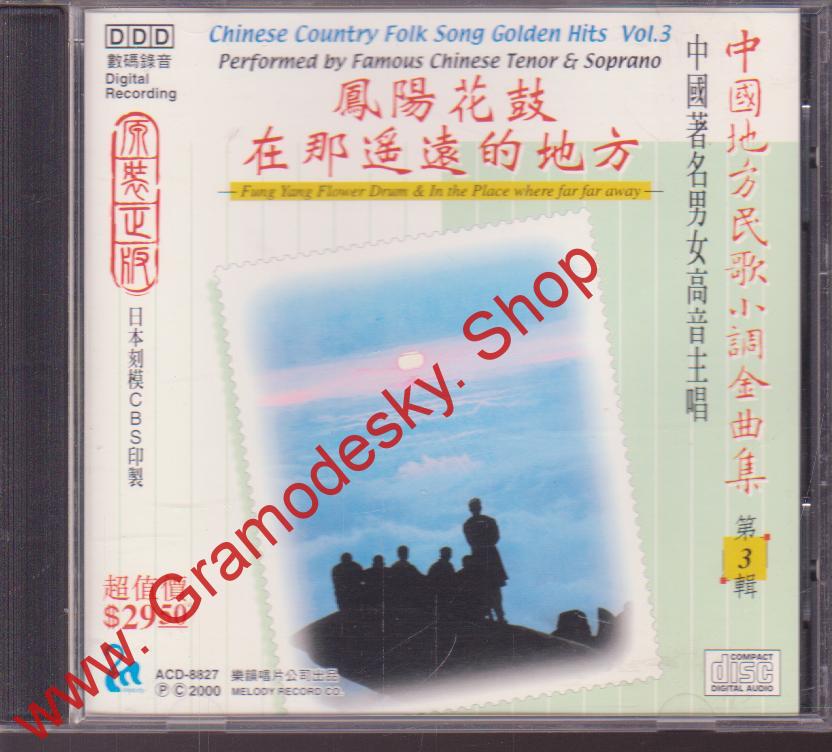 Chinese Country Folk Song Golden Hits Vol.3
Performed by Famous Chinese Tenor & Soprano
鳳陽花鼓
在那遥遠的地方
Fung Yang Flower Drum & In the Place where far far away
DDD
數碼錄音
Digital
Recording
原裝正版
日本刻模CBS印製
中國地方民歌小調金曲集
第3輯
中國著名男女高音主唱
超值價
$2950
ACD-8827 樂韻唱片公司出品
ⓅⒸ2000 MELODY RECORD CO.
COMPACT
disc
DIGITAL AUDIO
www. Gramodesky. Shop